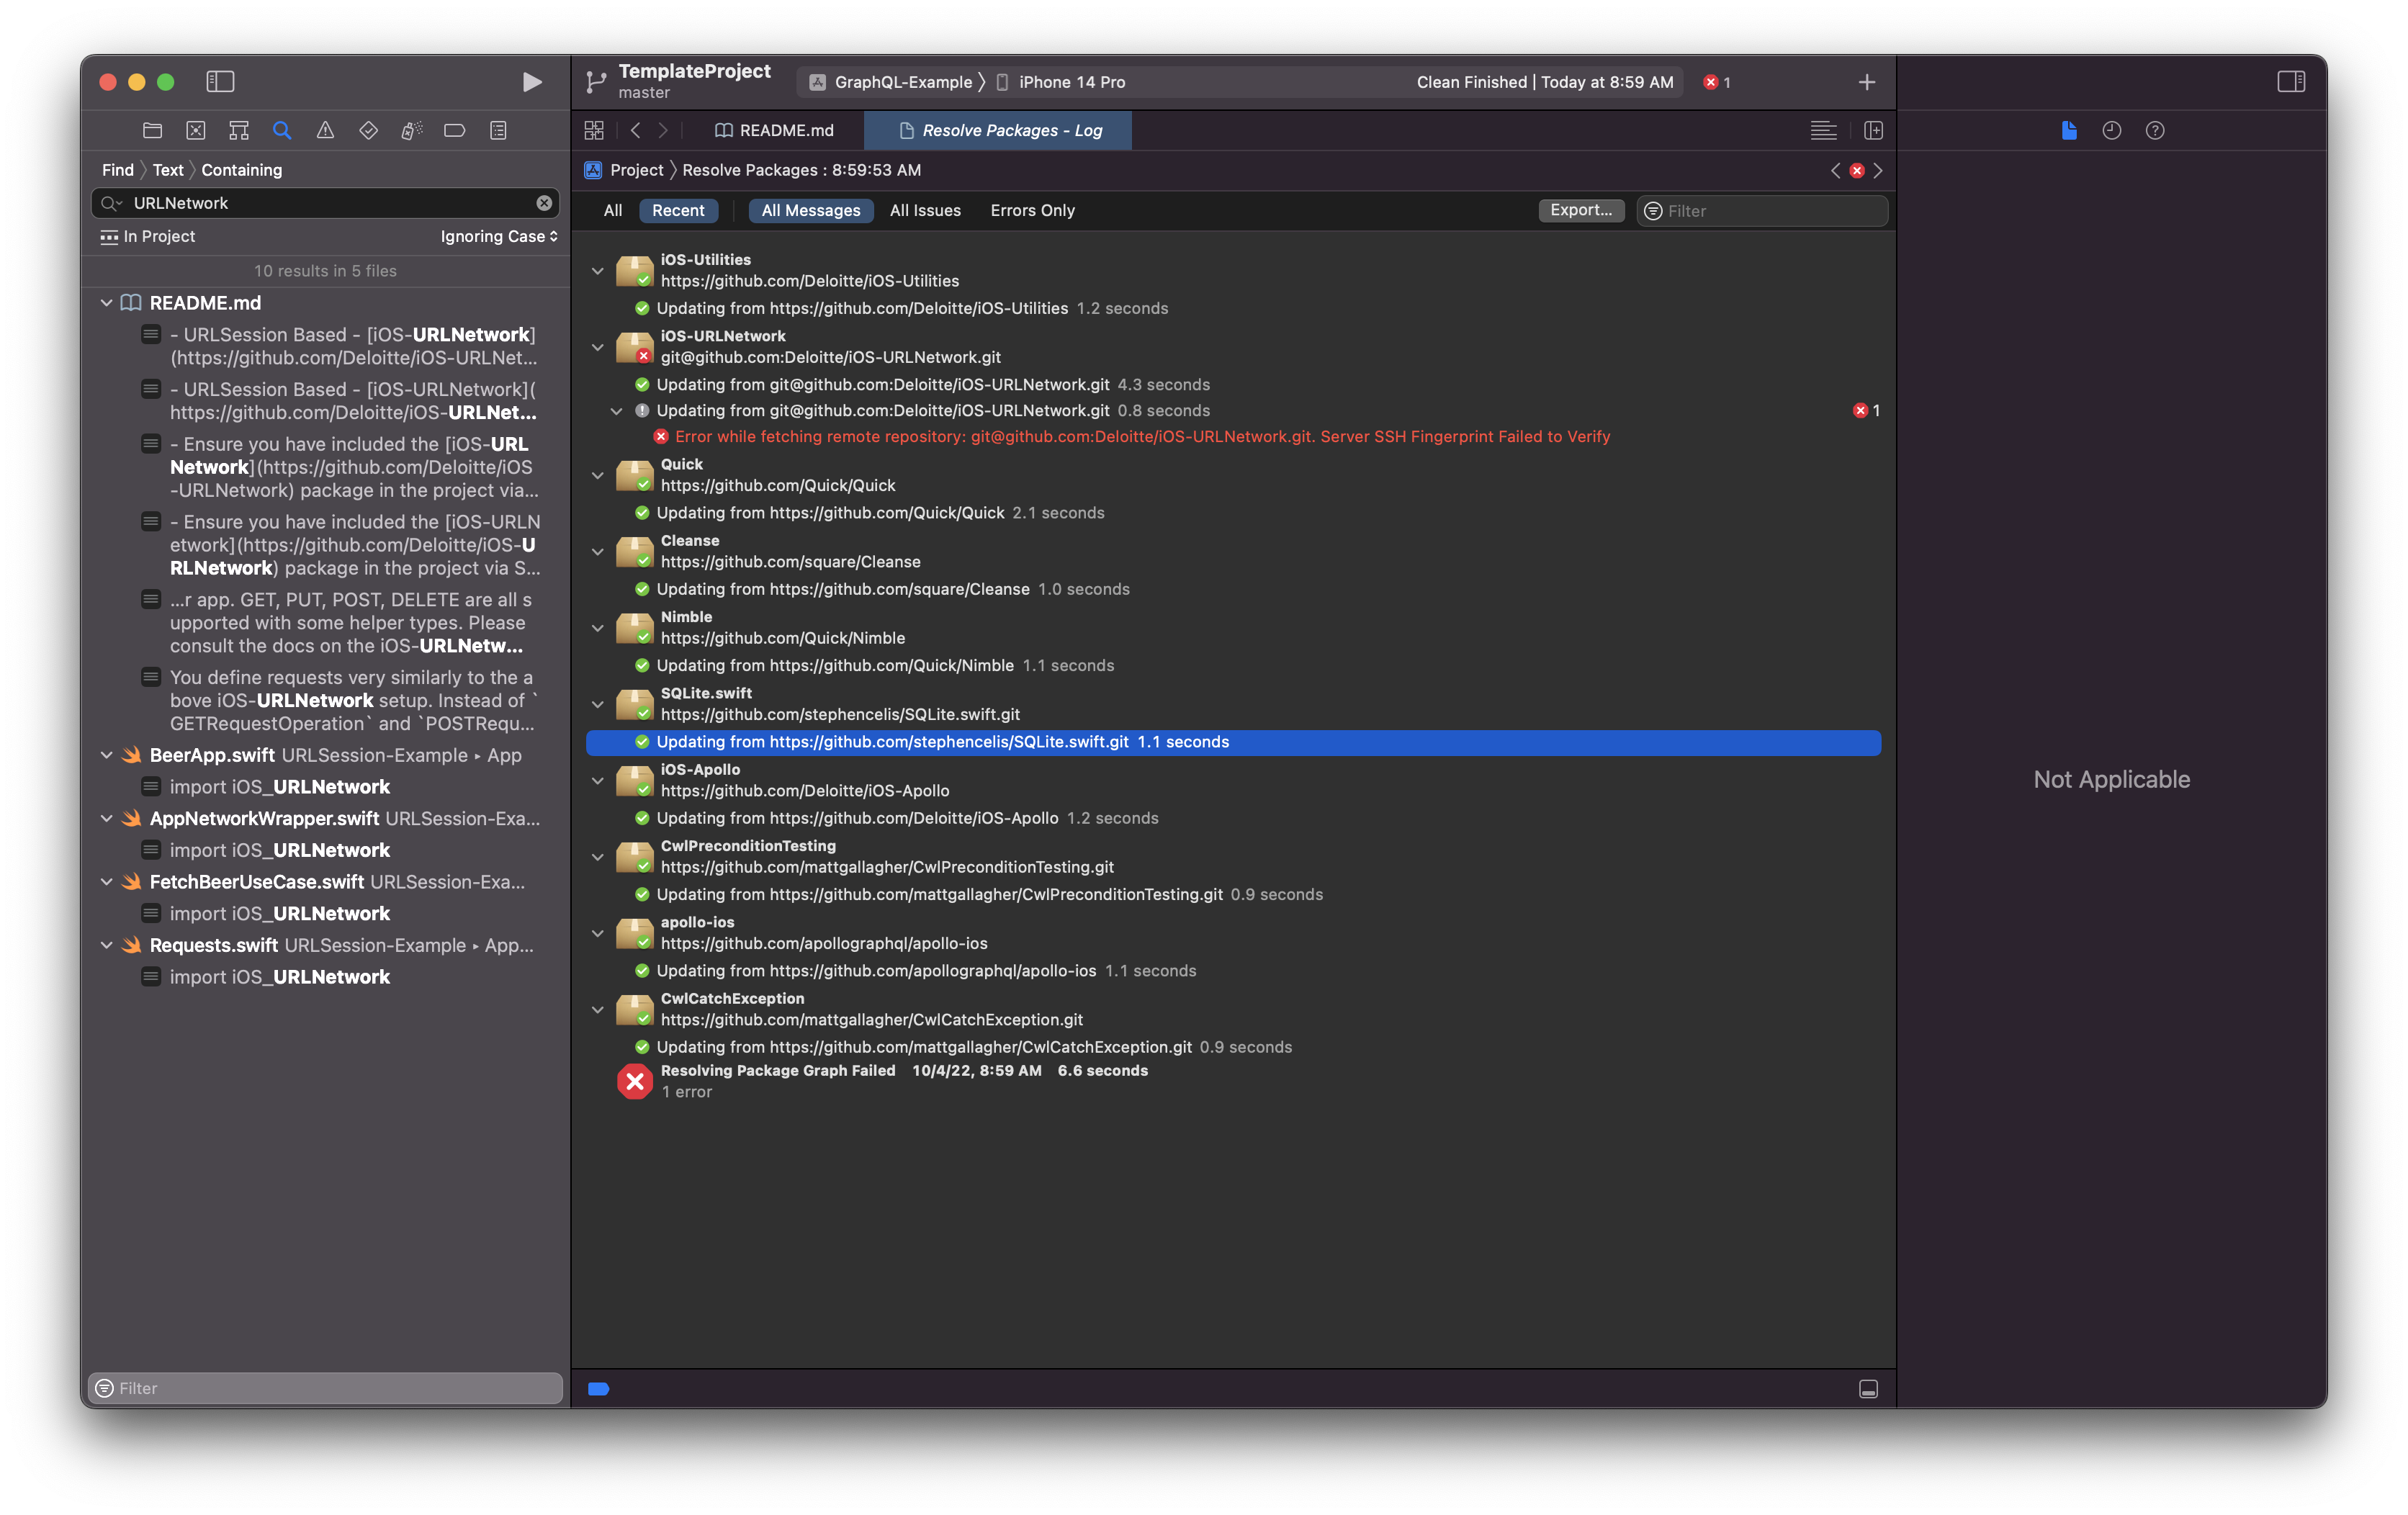 TemplateProject
master
GraphQL-Example 〉 iPhone 14 Pro
Clean Finished | Today at 8:59 AM
1
README.md
Resolve Packages - Log
Find 〉 Text 〉 Containing
URLNetwork
In Project
Ignoring Case
10 results in 5 files
README.md
- URLSession Based - [iOS-URLNetwork]
(https://github.com/Deloitte/iOS-URLNet...
- URLSession Based - [iOS-URLNetwork](
https://github.com/Deloitte/iOS-URLNet...
- Ensure you have included the [iOS-URL
Network](https://github.com/Deloitte/iOS
-URLNetwork) package in the project via...
- Ensure you have included the [iOS-URLN
etwork](https://github.com/Deloitte/iOS-U
RLNetwork) package in the project via S...
...r app. GET, PUT, POST, DELETE are all s
upported with some helper types. Please
consult the docs on the iOS-URLNetw...
You define requests very similarly to the a
bove iOS-URLNetwork setup. Instead of `
GETRequestOperation` and `POSTRequ...
BeerApp.swift URLSession-Example ▸ App
import iOS_URLNetwork
AppNetworkWrapper.swift URLSession-Exa...
import iOS_URLNetwork
FetchBeerUseCase.swift URLSession-Exa...
import iOS_URLNetwork
Requests.swift URLSession-Example ▸ App...
import iOS_URLNetwork
Filter
Project 〉 Resolve Packages : 8:59:53 AM
All
Recent
All Messages
All Issues
Errors Only
Export...
Filter
iOS-Utilities
https://github.com/Deloitte/iOS-Utilities
Updating from https://github.com/Deloitte/iOS-Utilities 1.2 seconds
iOS-URLNetwork
git@github.com:Deloitte/iOS-URLNetwork.git
Updating from git@github.com:Deloitte/iOS-URLNetwork.git 4.3 seconds
Updating from git@github.com:Deloitte/iOS-URLNetwork.git 0.8 seconds
1
Error while fetching remote repository: git@github.com:Deloitte/iOS-URLNetwork.git. Server SSH Fingerprint Failed to Verify
Quick
https://github.com/Quick/Quick
Updating from https://github.com/Quick/Quick 2.1 seconds
Cleanse
https://github.com/square/Cleanse
Updating from https://github.com/square/Cleanse 1.0 seconds
Nimble
https://github.com/Quick/Nimble
Updating from https://github.com/Quick/Nimble 1.1 seconds
SQLite.swift
https://github.com/stephencelis/SQLite.swift.git
Updating from https://github.com/stephencelis/SQLite.swift.git 1.1 seconds
iOS-Apollo
https://github.com/Deloitte/iOS-Apollo
Updating from https://github.com/Deloitte/iOS-Apollo 1.2 seconds
CwlPreconditionTesting
https://github.com/mattgallagher/CwlPreconditionTesting.git
Updating from https://github.com/mattgallagher/CwlPreconditionTesting.git 0.9 seconds
apollo-ios
https://github.com/apollographql/apollo-ios
Updating from https://github.com/apollographql/apollo-ios 1.1 seconds
CwlCatchException
https://github.com/mattgallagher/CwlCatchException.git
Updating from https://github.com/mattgallagher/CwlCatchException.git 0.9 seconds
Resolving Package Graph Failed 10/4/22, 8:59 AM 6.6 seconds
1 error
Not Applicable